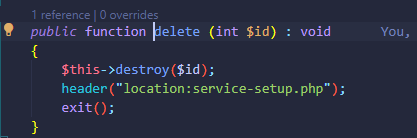 1 reference | 0 overrides
public function delete (int $id) : void You,
{
$this->destroy($id);
header("location:service-setup.php");
exit();
}